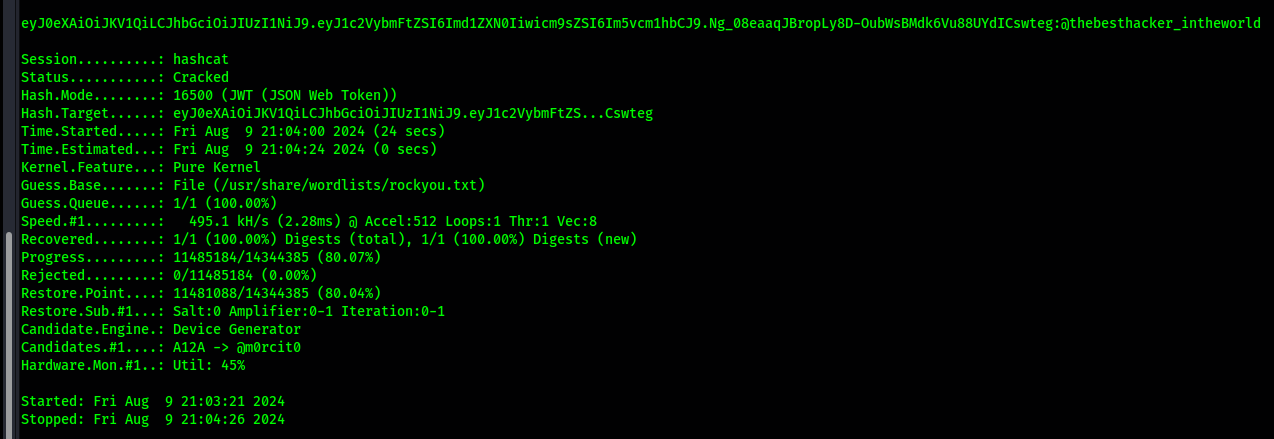 eyJ0eXAiOiJKV1QiLCJhbGciOiJIUzI1NiJ9.eyJ1c2VybmFtZSI6Imd1ZXN0Iiwicm9sZSI6Im5vcm1hbCJ9.Ng_08eaaqJBropLy8D-OubWsBMdk6Vu88UYdICswteg:@thebesthacker_intheworld
Session..........: hashcat
Status...........: Cracked
Hash.Mode........: 16500 (JWT (JSON Web Token))
Hash.Target......: eyJ0eXAiOiJKV1QiLCJhbGciOiJIUzI1NiJ9.eyJ1c2VybmFtZS...Cswteg
Time.Started.....: Fri Aug  9 21:04:00 2024 (24 secs)
Time.Estimated...: Fri Aug  9 21:04:24 2024 (0 secs)
Kernel.Feature...: Pure Kernel
Guess.Base.......: File (/usr/share/wordlists/rockyou.txt)
Guess.Queue......: 1/1 (100.00%)
Speed.#1.........:   495.1 kH/s (2.28ms) @ Accel:512 Loops:1 Thr:1 Vec:8
Recovered........: 1/1 (100.00%) Digests (total), 1/1 (100.00%) Digests (new)
Progress.........: 11485184/14344385 (80.07%)
Rejected.........: 0/11485184 (0.00%)
Restore.Point....: 11481088/14344385 (80.04%)
Restore.Sub.#1...: Salt:0 Amplifier:0-1 Iteration:0-1
Candidate.Engine.: Device Generator
Candidates.#1....: A12A -> @m0rcit0
Hardware.Mon.#1..: Util: 45%
Started: Fri Aug  9 21:03:21 2024
Stopped: Fri Aug  9 21:04:26 2024